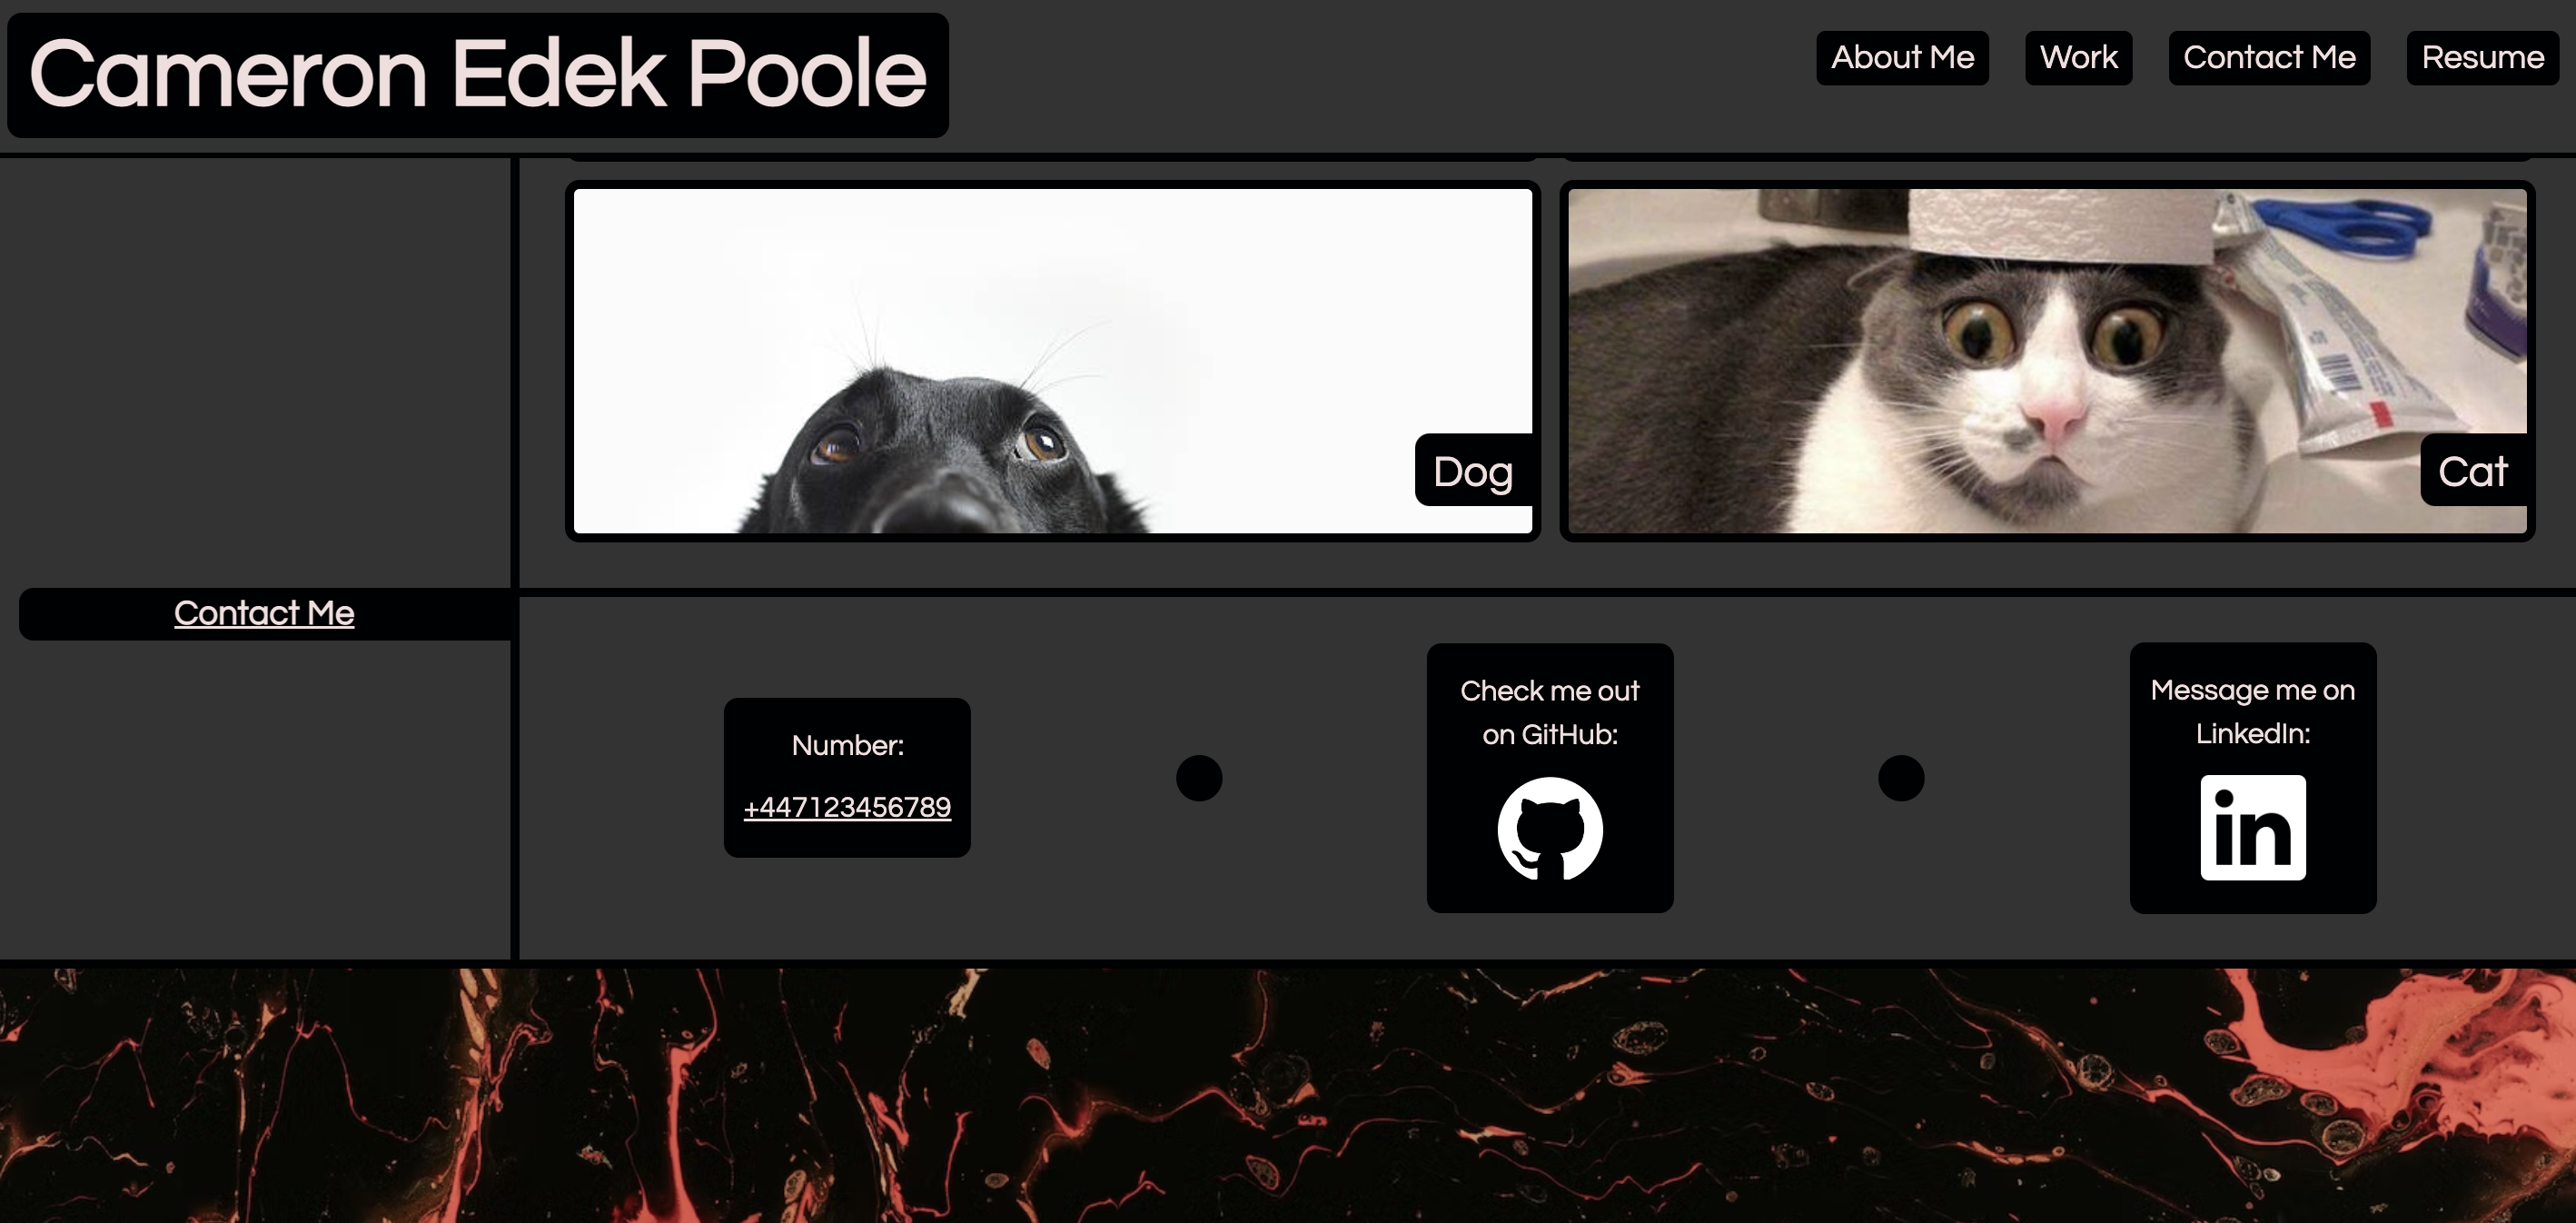 Cameron Edek Poole
About Me
Work
Contact Me
Resume
Dog
Cat
Contact Me
Number:
+447123456789
Check me out
on GitHub:
Message me on
LinkedIn:
in